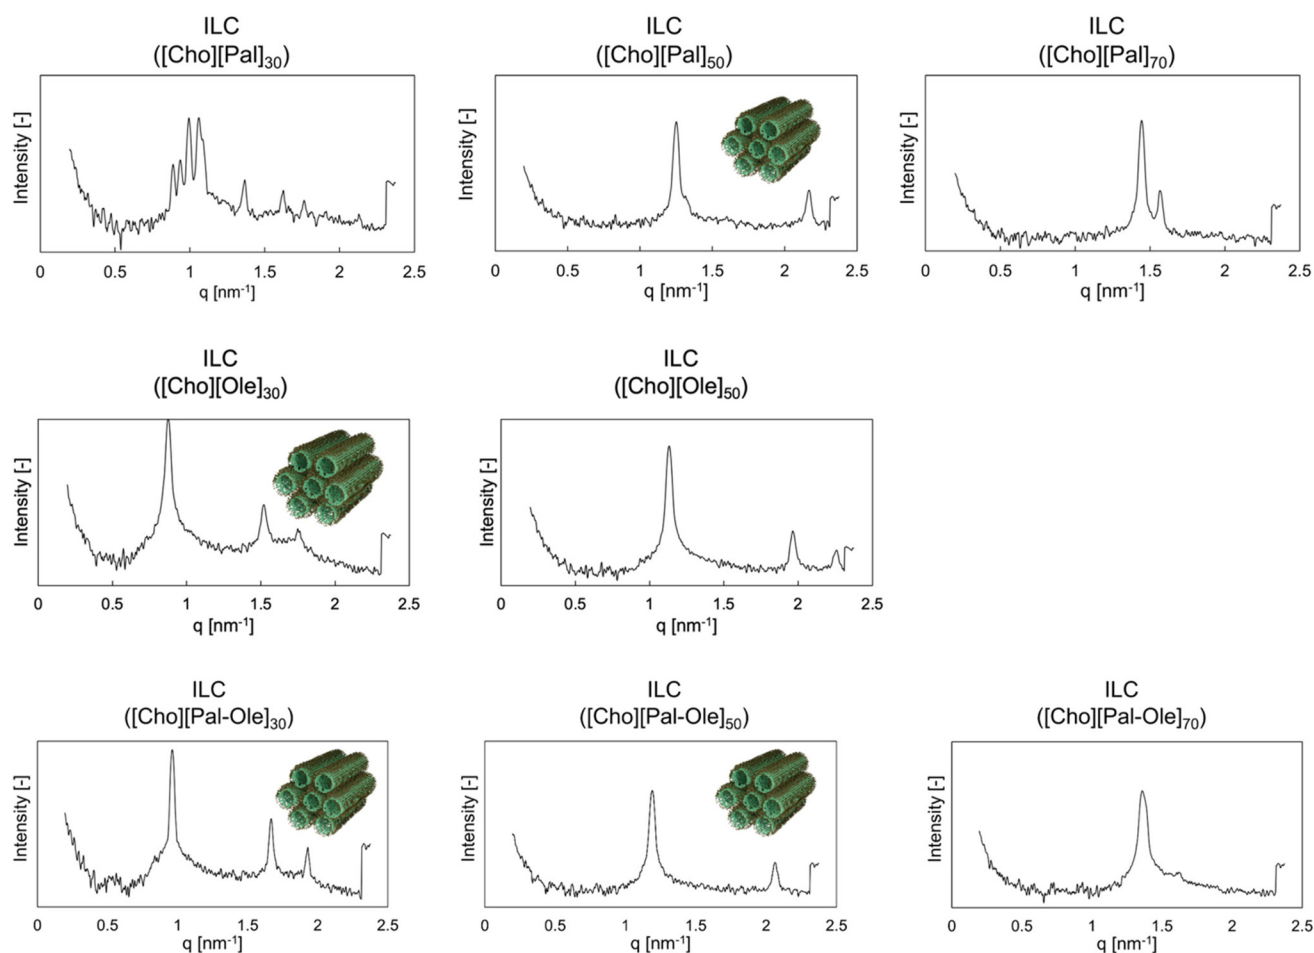 ILC
([Cho][Pal]₃₀)
Intensity [-]
0 0.5 1 1.5 2 2.5
q [nm⁻¹]
ILC
([Cho][Pal]₅₀)
Intensity [-]
0 0.5 1 1.5 2 2.5
q [nm⁻¹]
ILC
([Cho][Pal]₇₀)
Intensity [-]
0 0.5 1 1.5 2 2.5
q [nm⁻¹]
ILC
([Cho][Ole]₃₀)
Intensity [-]
0 0.5 1 1.5 2 2.5
q [nm⁻¹]
ILC
([Cho][Ole]₅₀)
Intensity [-]
0 0.5 1 1.5 2 2.5
q [nm⁻¹]
ILC
([Cho][Pal-Ole]₃₀)
Intensity [-]
0 0.5 1 1.5 2 2.5
q [nm⁻¹]
ILC
([Cho][Pal-Ole]₅₀)
Intensity [-]
0 0.5 1 1.5 2 2.5
q [nm⁻¹]
ILC
([Cho][Pal-Ole]₇₀)
Intensity [-]
0 0.5 1 1.5 2 2.5
q [nm⁻¹]